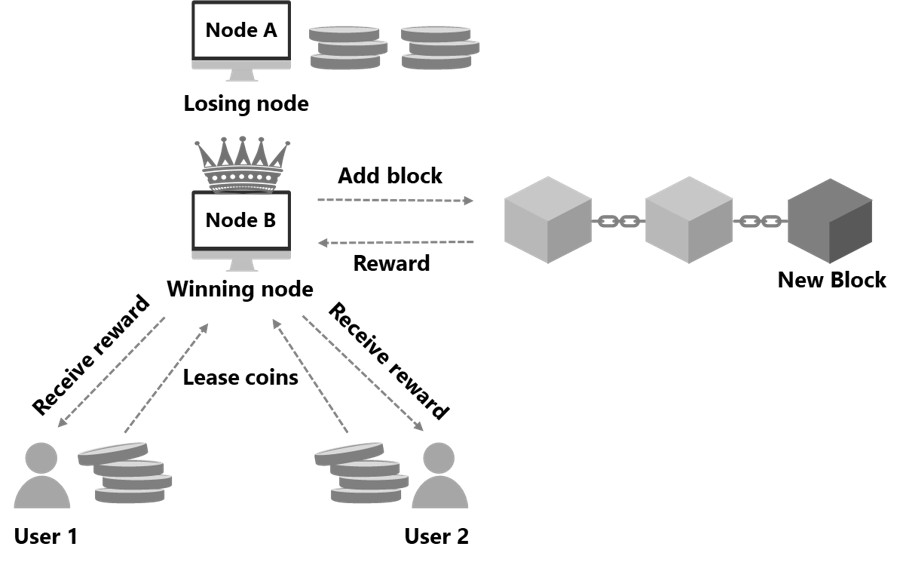 Node A
Losing node
Node B
Winning node
Add block
Reward
New Block
Receive reward
Lease coins
Receive reward
User 1
User 2